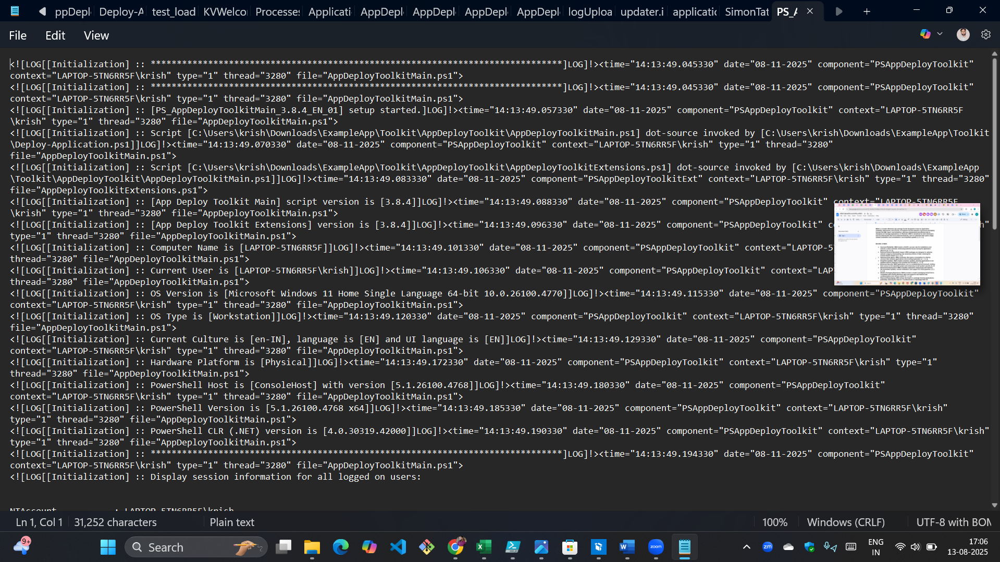 ppDepl
Deploy-A
test_load
KVWelco
Processes
Applicati
AppDepl
AppDepl
AppDepl
AppDepl
logUploa
updater.i
applicatio
SimonTat
PS_A
File
Edit
View
<![LOG[[Initialization] :: *******************************************************************************]LOG]!><time="14:13:49.045330" date="08-11-2025" component="PSAppDeployToolkit"
context="LAPTOP-5TN6RR5F\krish" type="1" thread="3280" file="AppDeployToolkitMain.ps1">
<![LOG[[Initialization] :: *******************************************************************************]LOG]!><time="14:13:49.045330" date="08-11-2025" component="PSAppDeployToolkit"
context="LAPTOP-5TN6RR5F\krish" type="1" thread="3280" file="AppDeployToolkitMain.ps1">
<![LOG[[Initialization] :: [PS_AppDeployToolkitMain_3.8.4_EN_01] setup started.]LOG]!><time="14:13:49.057330" date="08-11-2025" component="PSAppDeployToolkit" context="LAPTOP-5TN6RR5F
\krish" type="1" thread="3280" file="AppDeployToolkitMain.ps1">
<![LOG[[Initialization] :: Script [C:\Users\krish\Downloads\ExampleApp\Toolkit\AppDeployToolkit\AppDeployToolkitMain.ps1] dot-source invoked by [C:\Users\krish\Downloads\ExampleApp\Toolkit
\Deploy-Application.ps1]]LOG]!><time="14:13:49.070330" date="08-11-2025" component="PSAppDeployToolkit" context="LAPTOP-5TN6RR5F\krish" type="1" thread="3280"
file="AppDeployToolkitMain.ps1">
<![LOG[[Initialization] :: Script [C:\Users\krish\Downloads\ExampleApp\Toolkit\AppDeployToolkit\AppDeployToolkitExtensions.ps1] dot-source invoked by [C:\Users\krish\Downloads\ExampleApp
\Toolkit\AppDeployToolkit\AppDeployToolkitMain.ps1]]LOG]!><time="14:13:49.083330" date="08-11-2025" component="PSAppDeployToolkitExt" context="LAPTOP-5TN6RR5F\krish" type="1" thread="3280"
file="AppDeployToolkitExtensions.ps1">
<![LOG[[Initialization] :: [App Deploy Toolkit Main] script version is [3.8.4]]LOG]!><time="14:13:49.088330" date="08-11-2025" component="PSAppDeployToolkit" context="LAPTOP-5TN6RR5F
\krish" type="1" thread="3280" file="AppDeployToolkitMain.ps1">
<![LOG[[Initialization] :: [App Deploy Toolkit Extensions] version is [3.8.4]]LOG]!><time="14:13:49.096330" date="08-11-2025" component="PSAppDeployToolkit" c h"
type="1" thread="3280" file="AppDeployToolkitMain.ps1">
<![LOG[[Initialization] :: Computer Name is [LAPTOP-5TN6RR5F]]LOG]!><time="14:13:49.101330" date="08-11-2025" component="PSAppDeployToolkit" context="LAPTOP-5
thread="3280" file="AppDeployToolkitMain.ps1">
<![LOG[[Initialization] :: Current User is [LAPTOP-5TN6RR5F\krish]]LOG]!><time="14:13:49.106330" date="08-11-2025" component="PSAppDeployToolkit" context="LAP
thread="3280" file="AppDeployToolkitMain.ps1">
<![LOG[[Initialization] :: OS Version is [Microsoft Windows 11 Home Single Language 64-bit 10.0.26100.4770]]LOG]!><time="14:13:49.115330" date="08-11-2025" component="PSAppDeployToolkit"
context="LAPTOP-5TN6RR5F\krish" type="1" thread="3280" file="AppDeployToolkitMain.ps1">
<![LOG[[Initialization] :: OS Type is [Workstation]]LOG]!><time="14:13:49.120330" date="08-11-2025" component="PSAppDeployToolkit" context="LAPTOP-5TN6RR5F\krish" type="1" thread="3280"
file="AppDeployToolkitMain.ps1">
<![LOG[[Initialization] :: Current Culture is [en-IN], language is [EN] and UI language is [EN]]LOG]!><time="14:13:49.129330" date="08-11-2025" component="PSAppDeployToolkit"
context="LAPTOP-5TN6RR5F\krish" type="1" thread="3280" file="AppDeployToolkitMain.ps1">
<![LOG[[Initialization] :: Hardware Platform is [Physical]]LOG]!><time="14:13:49.172330" date="08-11-2025" component="PSAppDeployToolkit" context="LAPTOP-5TN6RR5F\krish" type="1"
thread="3280" file="AppDeployToolkitMain.ps1">
<![LOG[[Initialization] :: PowerShell Host is [ConsoleHost] with version [5.1.26100.4768]]LOG]!><time="14:13:49.180330" date="08-11-2025" component="PSAppDeployToolkit"
context="LAPTOP-5TN6RR5F\krish" type="1" thread="3280" file="AppDeployToolkitMain.ps1">
<![LOG[[Initialization] :: PowerShell Version is [5.1.26100.4768 x64]]LOG]!><time="14:13:49.185330" date="08-11-2025" component="PSAppDeployToolkit" context="LAPTOP-5TN6RR5F\krish"
type="1" thread="3280" file="AppDeployToolkitMain.ps1">
<![LOG[[Initialization] :: PowerShell CLR (.NET) version is [4.0.30319.42000]]LOG]!><time="14:13:49.190330" date="08-11-2025" component="PSAppDeployToolkit" context="LAPTOP-5TN6RR5F\krish"
type="1" thread="3280" file="AppDeployToolkitMain.ps1">
<![LOG[[Initialization] :: *******************************************************************************]LOG]!><time="14:13:49.194330" date="08-11-2025" component="PSAppDeployToolkit"
context="LAPTOP-5TN6RR5F\krish" type="1" thread="3280" file="AppDeployToolkitMain.ps1">
<![LOG[[Initialization] :: Display session information for all logged on users:
NTAccount : LAPTOP-5TN6RR5F\krish
Ln 1, Col 1
31,252 characters
Plain text
100%
Windows (CRLF)
UTF-8 with BOM
9+
Search
zoom
zm
ENG
IN
17:06
13-08-2025